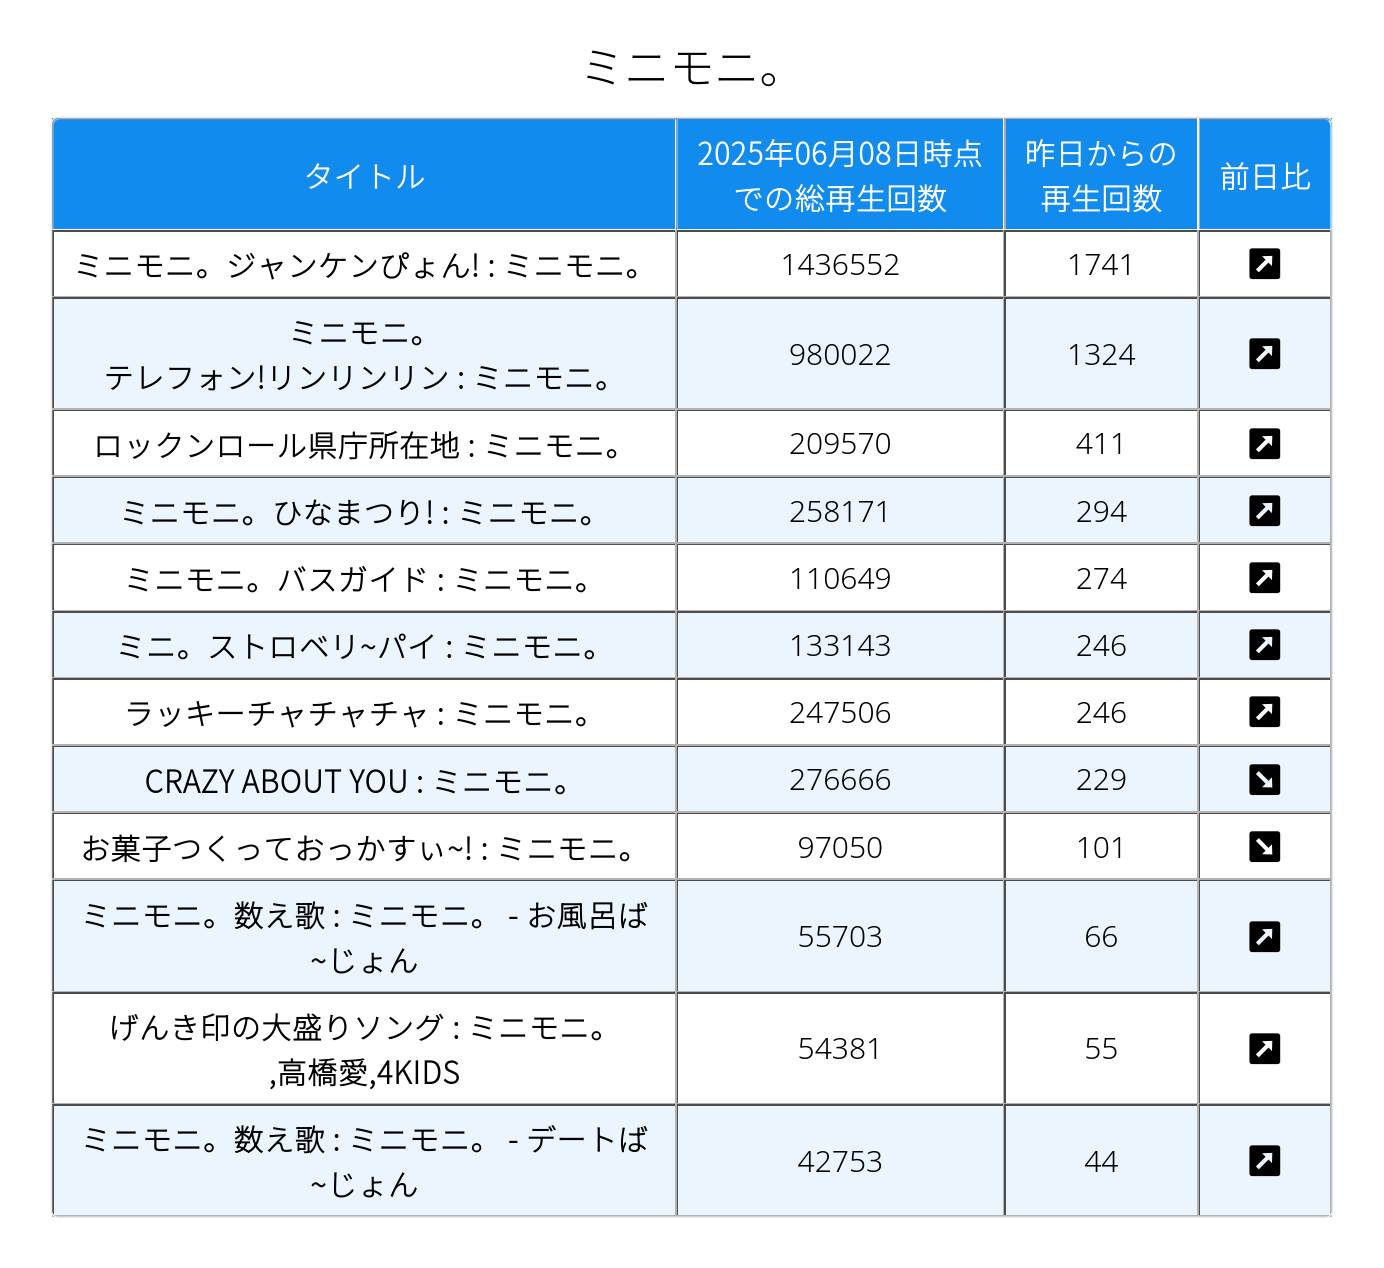 ミニモニ。
タイトル
2025年06月08日時点
での総再生回数
昨日からの
再生回数
前日比
ミニモニ。ジャンケンぴょん! : ミニモニ。
1436552
1741
ミニモニ。
テレフォン!リンリンリン : ミニモニ。
980022
1324
ロックンロール県庁所在地 : ミニモニ。
209570
411
ミニモニ。ひなまつり! : ミニモニ。
258171
294
ミニモニ。バスガイド : ミニモニ。
110649
274
ミニ。ストロベリ~パイ : ミニモニ。
133143
246
ラッキーチャチャチャ : ミニモニ。
247506
246
CRAZY ABOUT YOU : ミニモニ。
276666
229
お菓子つくっておっかすぃ~! : ミニモニ。
97050
101
ミニモニ。数え歌 : ミニモニ。 - お風呂ば
~じょん
55703
66
げんき印の大盛りソング : ミニモニ。
,高橋愛,4KIDS
54381
55
ミニモニ。数え歌 : ミニモニ。 - デートば
~じょん
42753
44